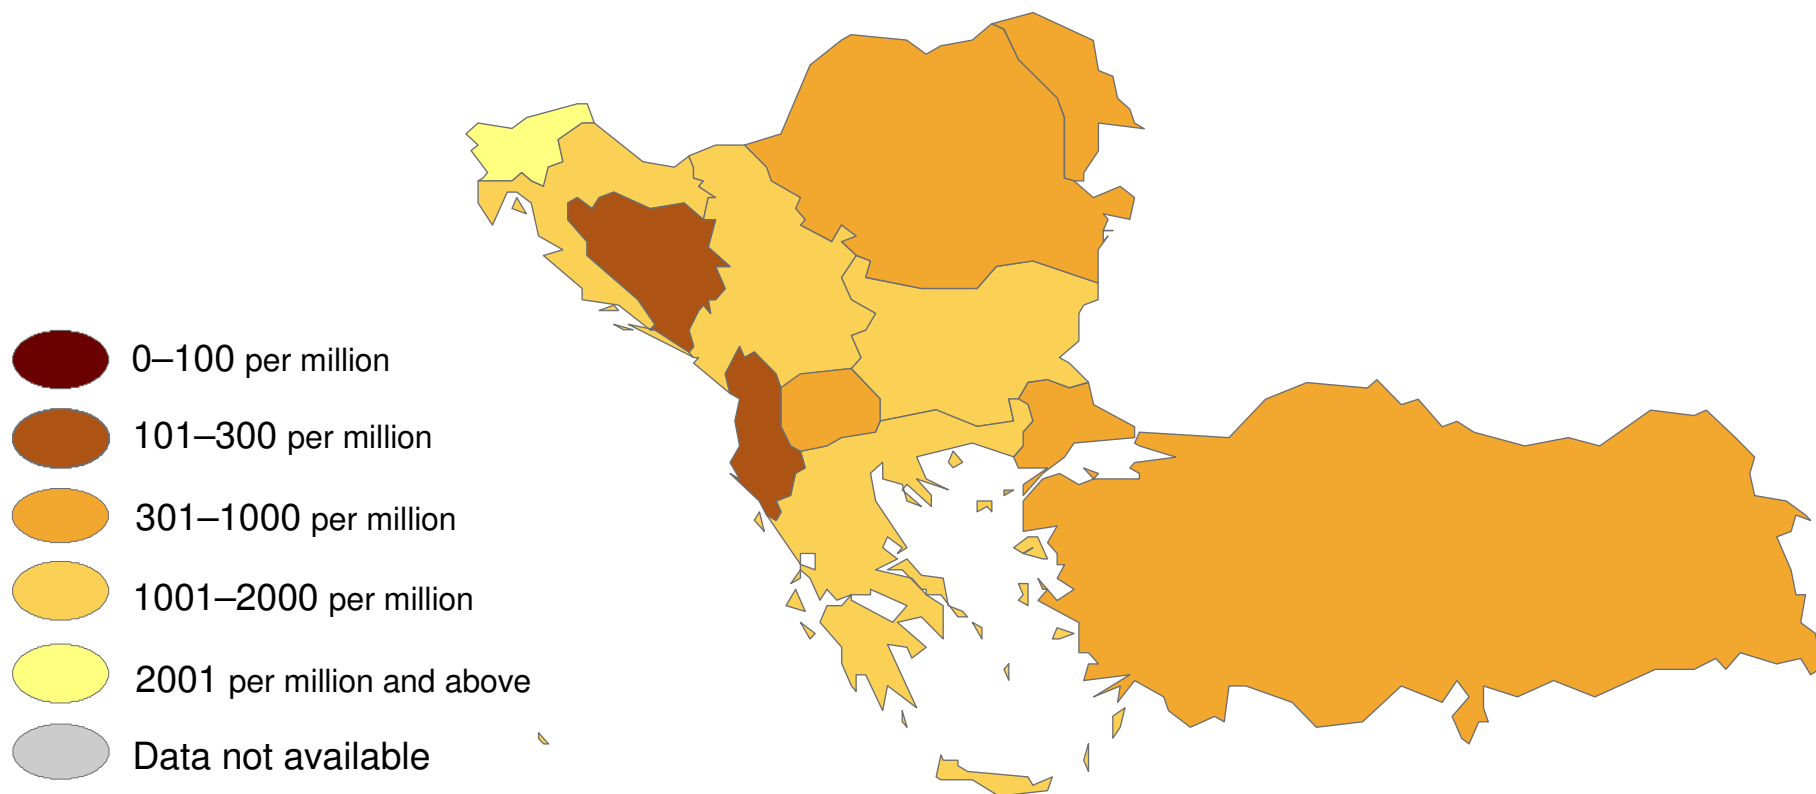 0–100 per million
101–300 per million
301–1000 per million
1001–2000 per million
2001 per million and above
Data not available